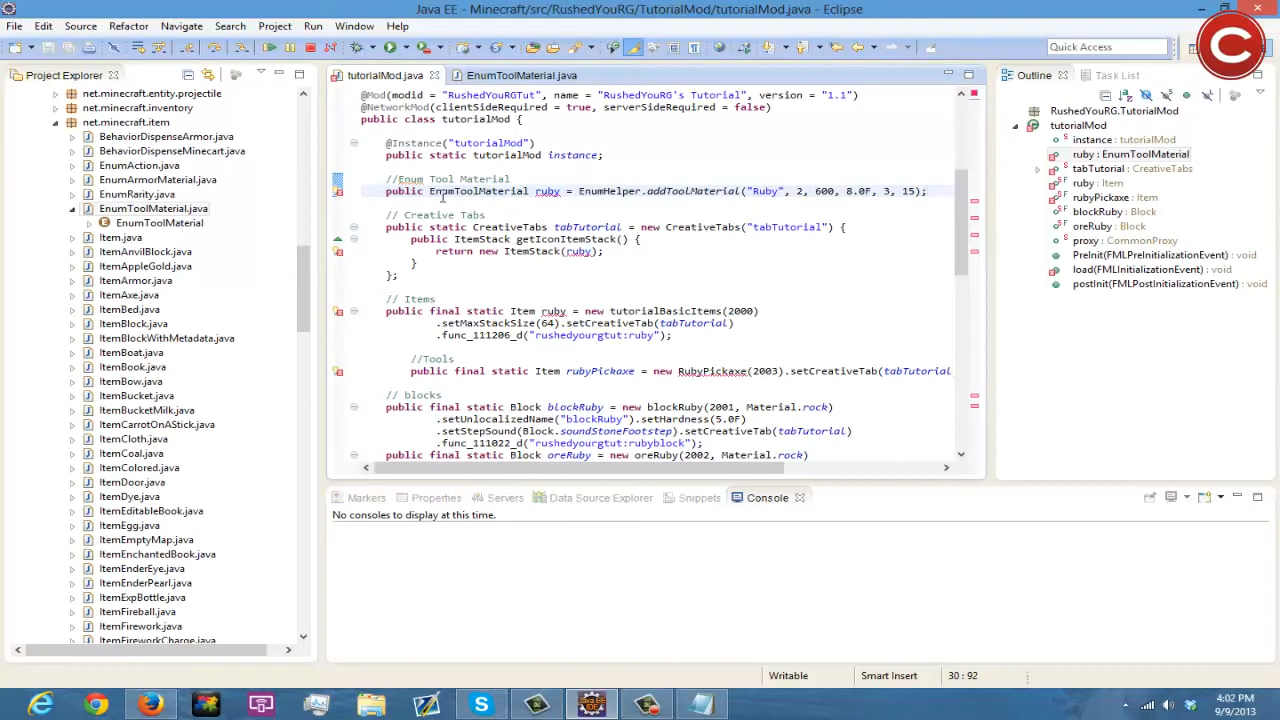 Java EE - Minecraft/src/RushedYouRG/TutorialMod/tutorialMod.java - Eclipse
File Edit Source Refactor Navigate Search Project Run Window Help
Quick Access
Project Explorer
net.minecraft.entity.projectile
net.minecraft.inventory
net.minecraft.item
BehaviorDispenseArmor.java
BehaviorDispenseMinecart.java
EnumAction.java
EnumArmorMaterial.java
EnumRarity.java
EnumToolMaterial.java
EnumToolMaterial
Item.java
ItemAnvilBlock.java
ItemAppleGold.java
ItemArmor.java
ItemAxe.java
ItemBed.java
ItemBlock.java
ItemBlockWithMetadata.java
ItemBoat.java
ItemBook.java
ItemBow.java
ItemBucket.java
ItemBucketMilk.java
ItemCarrotOnAStick.java
ItemCloth.java
ItemCoal.java
ItemColored.java
ItemDoor.java
ItemDye.java
ItemEditableBook.java
ItemEgg.java
ItemEmptyMap.java
ItemEnchantedBook.java
ItemEnderEye.java
ItemEnderPearl.java
ItemExpBottle.java
ItemFireball.java
ItemFirework.java
ItemFireworkCharge.java
tutorialMod.java EnumToolMaterial.java
@Mod(modid = "RushedYouRGTut", name = "RushedYouRG's Tutorial", version = "1.1")
@NetworkMod(clientSideRequired = true, serverSideRequired = false)
public class tutorialMod {
@Instance("tutorialMod")
public static tutorialMod instance;
//Enum Tool Material
public EnumToolMaterial ruby = EnumHelper.addToolMaterial("Ruby", 2, 600, 8.0F, 3, 15);
// Creative Tabs
public static CreativeTabs tabTutorial = new CreativeTabs("tabTutorial") {
public ItemStack getIconItemStack() {
return new ItemStack(ruby);
}
};
// Items
public final static Item ruby = new tutorialBasicItems(2000)
.setMaxStackSize(64).setCreativeTab(tabTutorial)
.func_111206_d("rushedyourgtut:ruby");
//Tools
public final static Item rubyPickaxe = new RubyPickaxe(2003).setCreativeTab(tabTutorial
// blocks
public final static Block blockRuby = new blockRuby(2001, Material.rock)
.setUnlocalizedName("blockRuby").setHardness(5.0F)
.setStepSound(Block.soundStoneFootstep).setCreativeTab(tabTutorial)
.func_111022_d("rushedyourgtut:rubyblock");
public final static Block oreRuby = new oreRuby(2002, Material.rock)
Outline Task List
RushedYouRG.TutorialMod
tutorialMod
instance : tutorialMod
ruby : EnumToolMaterial
tabTutorial : CreativeTabs
ruby : Item
rubyPickaxe : Item
blockRuby : Block
oreRuby : Block
proxy : CommonProxy
PreInit(FMLPreInitializationEvent) : void
load(FMLInitializationEvent) : void
postInit(FMLPostInitializationEvent) : void
Markers Properties Servers Data Source Explorer Snippets Console
No consoles to display at this time.
Writable Smart Insert 30 : 92
4:02 PM
9/9/2013